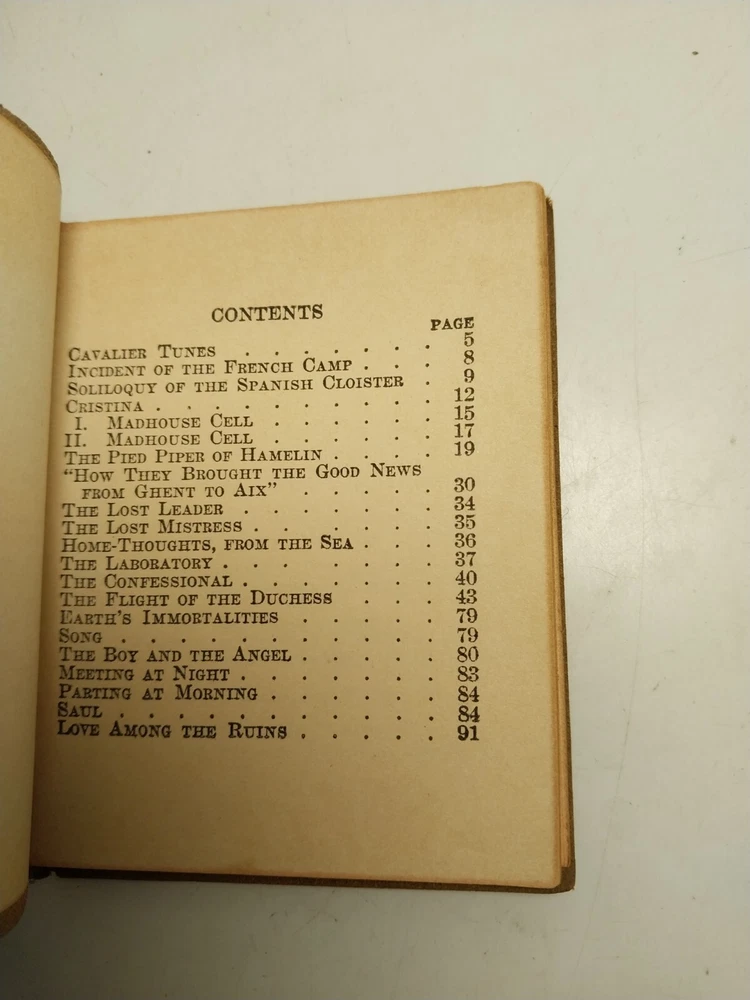 CONTENTS
PAGE
CAVALIER TUNES . . . . . . . 5
INCIDENT OF THE FRENCH CAMP . . . 8
SOLILOQUY OF THE SPANISH CLOISTER . 9
CRISTINA . . . . . . . . . 12
I. MADHOUSE CELL . . . . . . 15
II. MADHOUSE CELL . . . . . . 17
THE PIED PIPER OF HAMELIN . . . . 19
"HOW THEY BROUGHT THE GOOD NEWS
FROM GHENT TO AIX" . . . . . 30
THE LOST LEADER . . . . . . . 34
THE LOST MISTRESS . . . . . . 35
HOME-THOUGHTS, FROM THE SEA . . . 36
THE LABORATORY . . . . . . . 37
THE CONFESSIONAL . . . . . . . 40
THE FLIGHT OF THE DUCHESS . . . 43
EARTH'S IMMORTALITIES . . . . . 79
SONG . . . . . . . . . . . 79
THE BOY AND THE ANGEL . . . . . 80
MEETING AT NIGHT . . . . . . . 83
PARTING AT MORNING . . . . . . 84
SAUL . . . . . . . . . . . 84
LOVE AMONG THE RUINS . . . . . 91